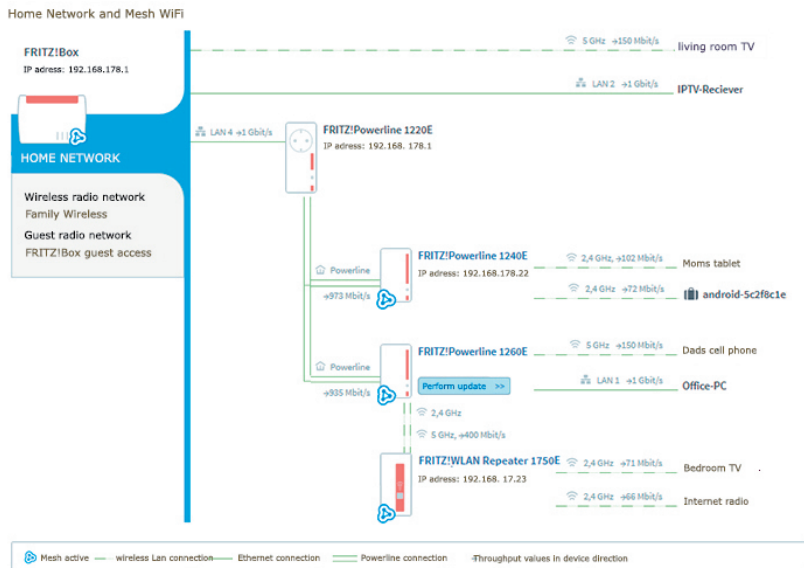 Home Network and Mesh WiFi
FRITZ!Box
IP adress: 192.168.178.1
HOME NETWORK
Wireless radio network
Family Wireless
Guest radio network
FRITZ!Box guest access
5 GHz →150 Mbit/s
living room TV
LAN 2 →1 Gbit/s
IPTV-Reciever
LAN 4 →1 Gbit/s
FRITZ!Powerline 1220E
IP adress: 192.168. 178.1
Powerline
→973 Mbit/s
FRITZ!Powerline 1240E
IP adress: 192.168.178.22
2,4 GHz, →102 Mbit/s
Moms tablet
2,4 GHz →72 Mbit/s
android-5c2f8c1e
Powerline
→935 Mbit/s
FRITZ!Powerline 1260E
Perform update >>
5 GHz →150 Mbit/s
Dads cell phone
LAN 1 →1 Gbit/s
Office-PC
2,4 GHz
5 GHz, →400 Mbit/s
FRITZ!WLAN Repeater 1750E
IP adress: 192.168. 17.23
2,4 GHz →71 Mbit/s
Bedroom TV
2,4 GHz →66 Mbit/s
Internet radio
Mesh active wireless Lan connection Ethernet connection Powerline connection →Throughput values in device direction